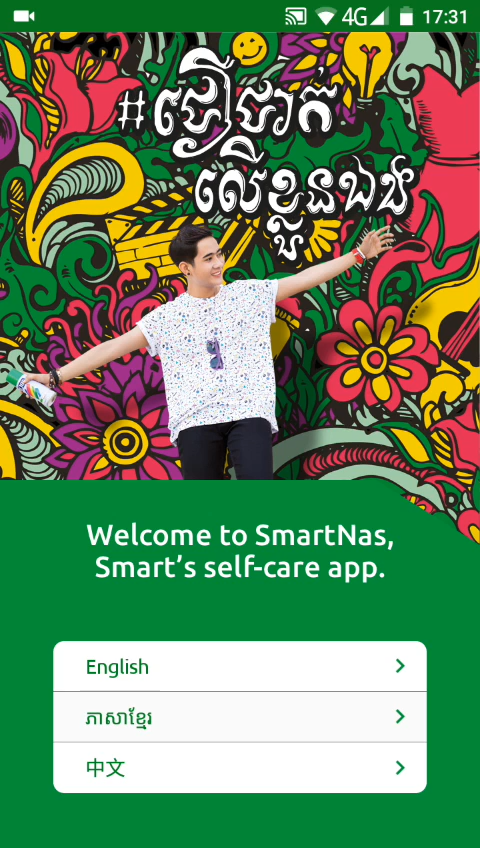 4G
17:31
#ជឿជាក់
លើខ្លួនឯង
Welcome to SmartNas,
Smart’s self-care app.
English
ភាសាខ្មែរ
中文